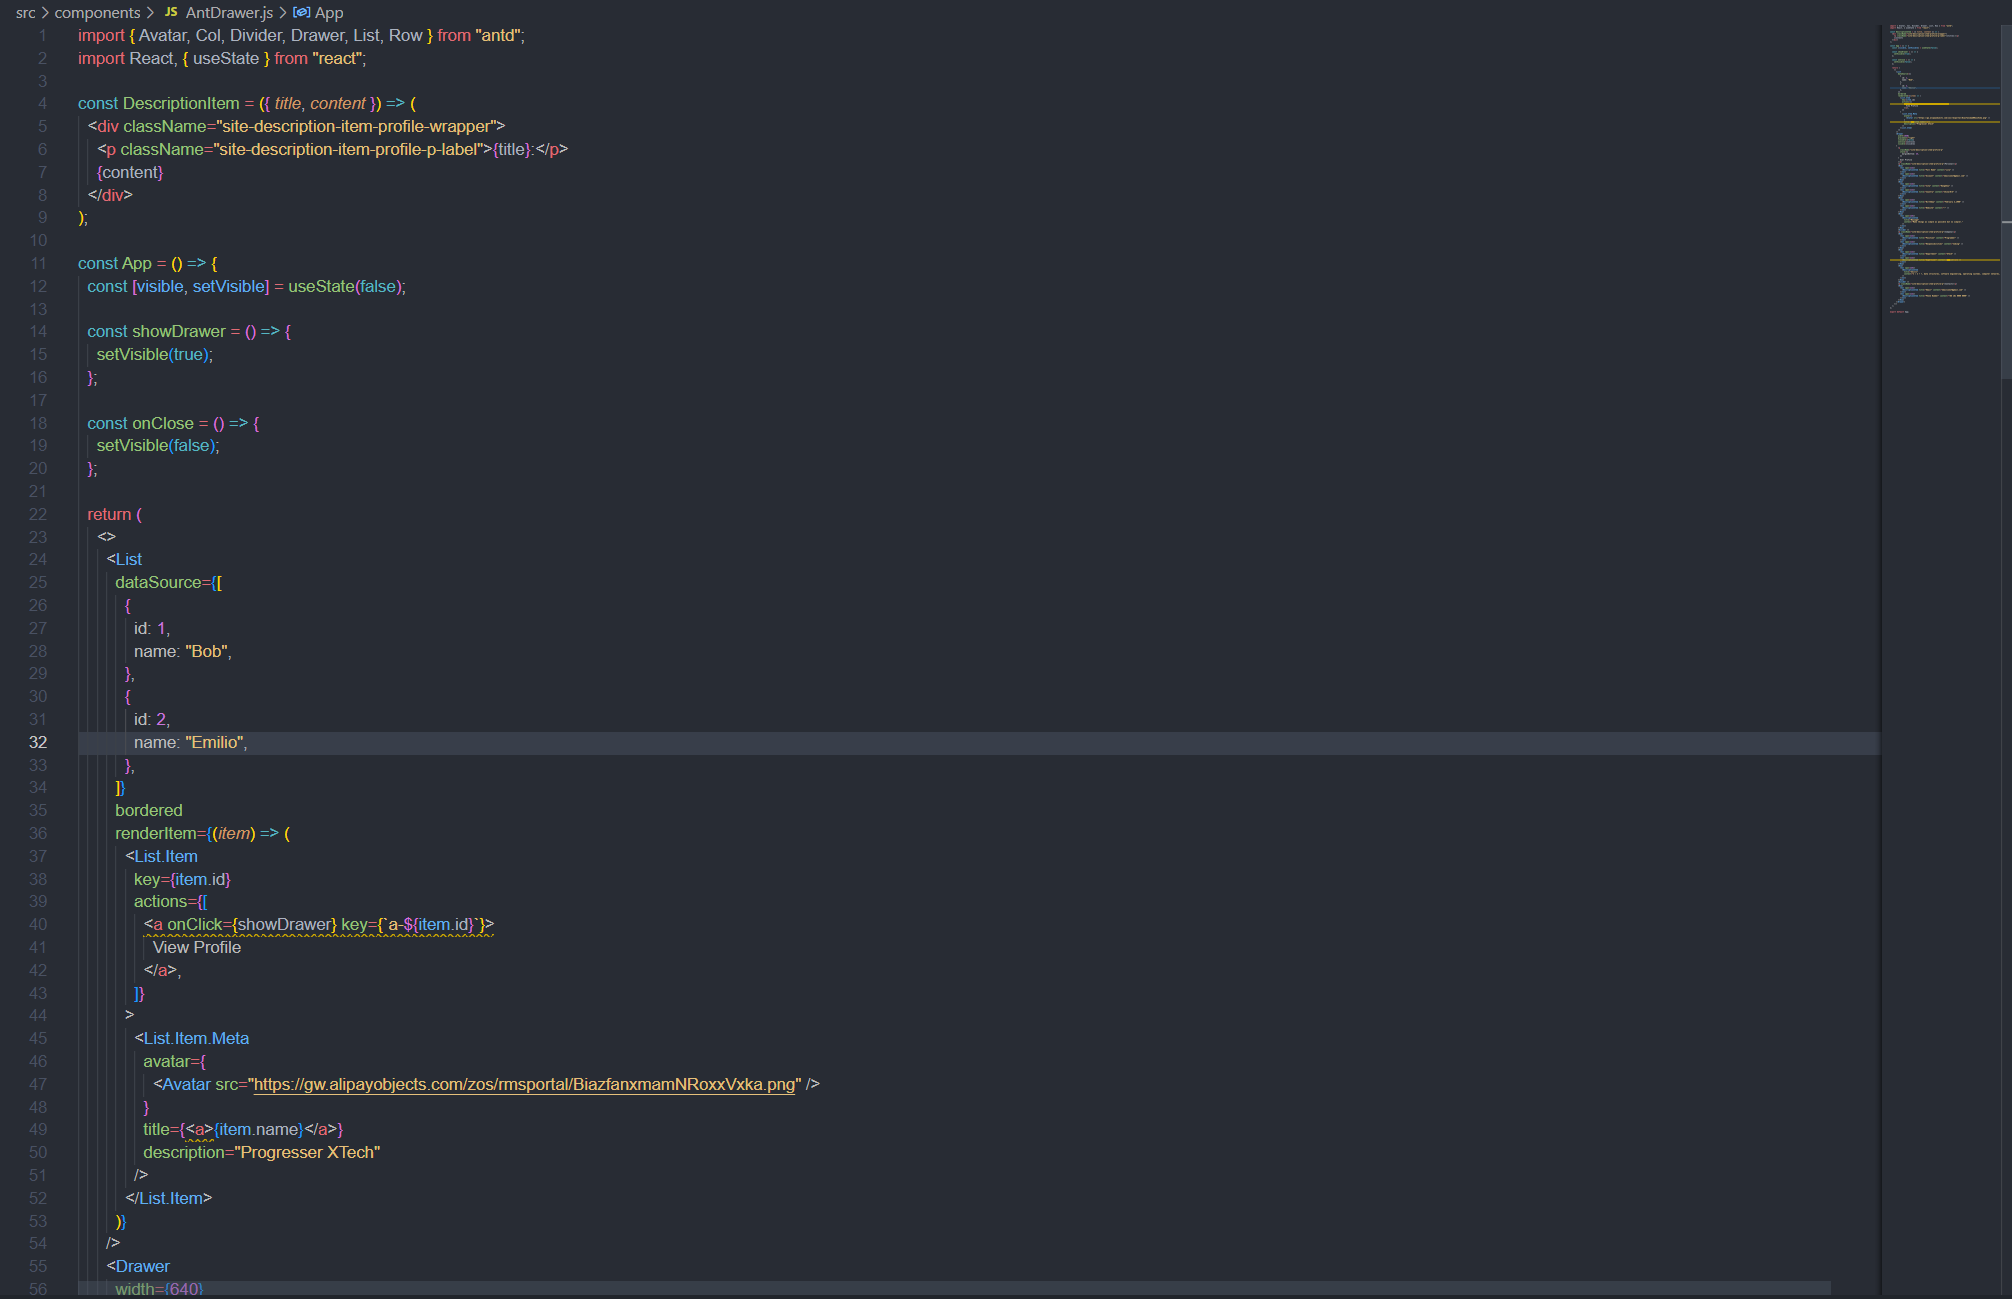 src > components > JS AntDrawer.js > App
1 import { Avatar, Col, Divider, Drawer, List, Row } from "antd";
2 import React, { useState } from "react";
3
4 const DescriptionItem = ({ title, content }) => (
5 <div className="site-description-item-profile-wrapper">
6 <p className="site-description-item-profile-p-label">{title}:</p>
7 {content}
8 </div>
9 );
10
11 const App = () => {
12 const [visible, setVisible] = useState(false);
13
14 const showDrawer = () => {
15 setVisible(true);
16 };
17
18 const onClose = () => {
19 setVisible(false);
20 };
21
22 return (
23 <>
24 <List
25 dataSource={[
26 {
27 id: 1,
28 name: "Bob",
29 },
30 {
31 id: 2,
32 name: "Emilio",
33 },
34 ]}
35 bordered
36 renderItem={(item) => (
37 <List.Item
38 key={item.id}
39 actions={[
40 <a onClick={showDrawer} key={`a-${item.id}`}>
41 View Profile
42 </a>,
43 ]}
44 >
45 <List.Item.Meta
46 avatar={
47 <Avatar src="https://gw.alipayobjects.com/zos/rmsportal/BiazfanxmamNRoxxVxka.png" />
48 }
49 title={<a>{item.name}</a>}
50 description="Progresser XTech"
51 />
52 </List.Item>
53 )}
54 />
55 <Drawer
56 width={640}